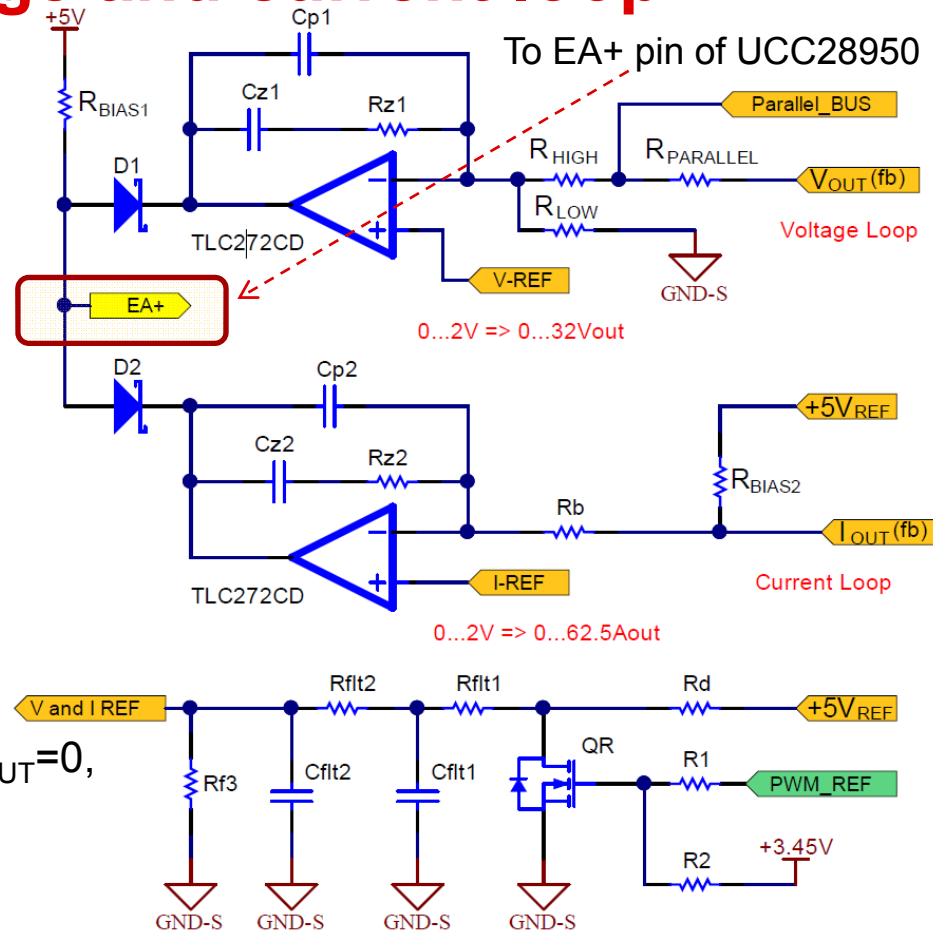 +5V
Cp1
To EA+ pin of UCC28950
RBIAS1
Cz1
Rz1
Parallel_BUS
D1
RHIGH
RPARALLEL
VOUT(fb)
RLOW
Voltage Loop
TLC272CD
V-REF
GND-S
EA+
0...2V => 0...32Vout
D2
Cp2
+5VREF
Cz2
Rz2
RBIAS2
Rb
IOUT(fb)
TLC272CD
I-REF
Current Loop
0...2V => 0...62.5Aout
V and I REF
Rflt2
Rflt1
Rd
+5VREF
UT=0,
QR
Rf3
Cflt2
Cflt1
R1
PWM_REF
R2
+3.45V
GND-S
GND-S
GND-S
GND-S